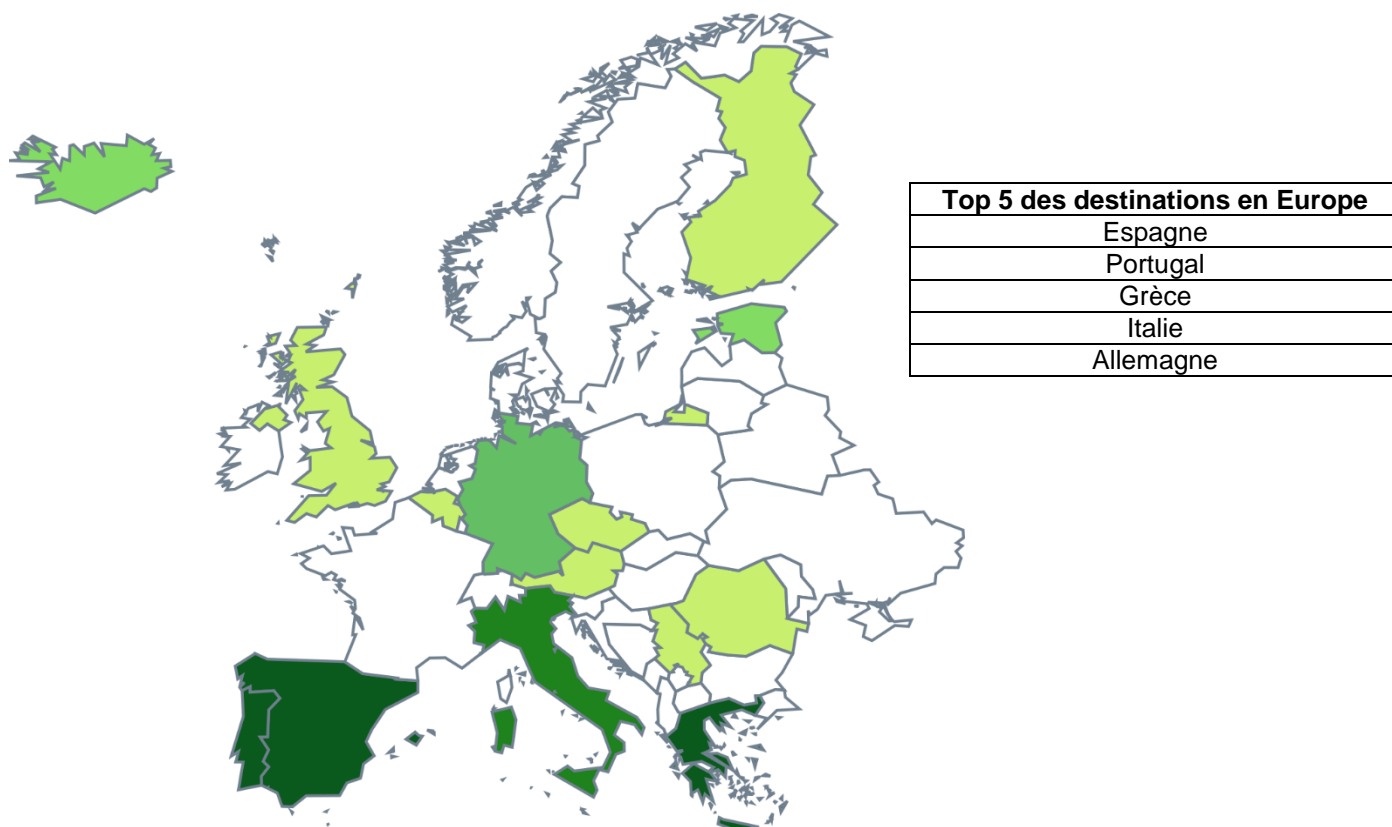 Top 5 des destinations en Europe
Espagne
Portugal
Grèce
Italie
Allemagne